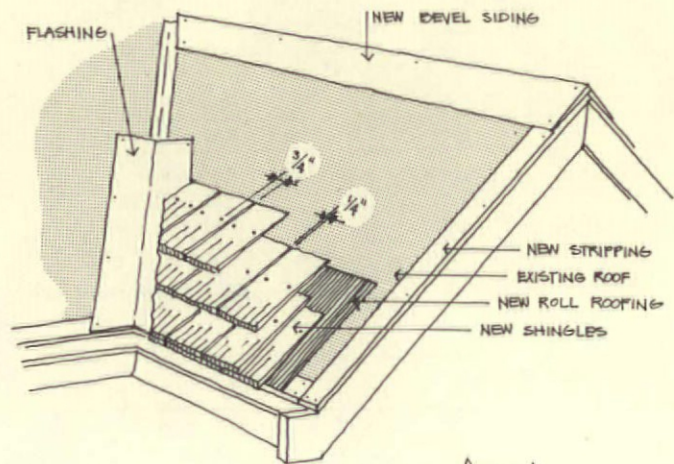 NEW BEVEL SIDING
FLASHING
3/4"
1/4"
NEW STRIPPING
EXISTING ROOF
NEW ROLL ROOFING
NEW SHINGLES